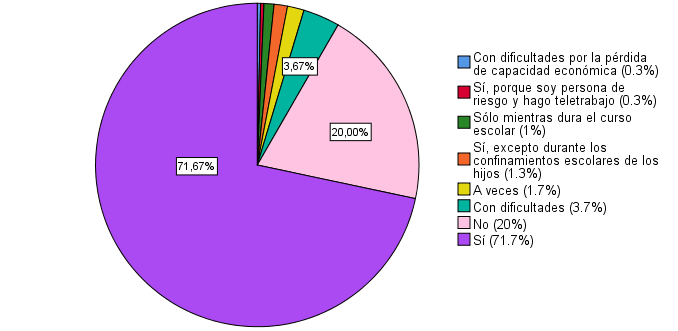 3,67%
20,00%
71,67%
Con dificultades por la pérdida
de capacidad económica (0.3%)
Sí, porque soy persona de
riesgo y hago teletrabajo (0.3%)
Sólo mientras dura el curso
escolar (1%)
Sí, excepto durante los
confinamientos escolares de los
hijos (1.3%)
A veces (1.7%)
Con dificultades (3.7%)
No (20%)
Sí (71.7%)